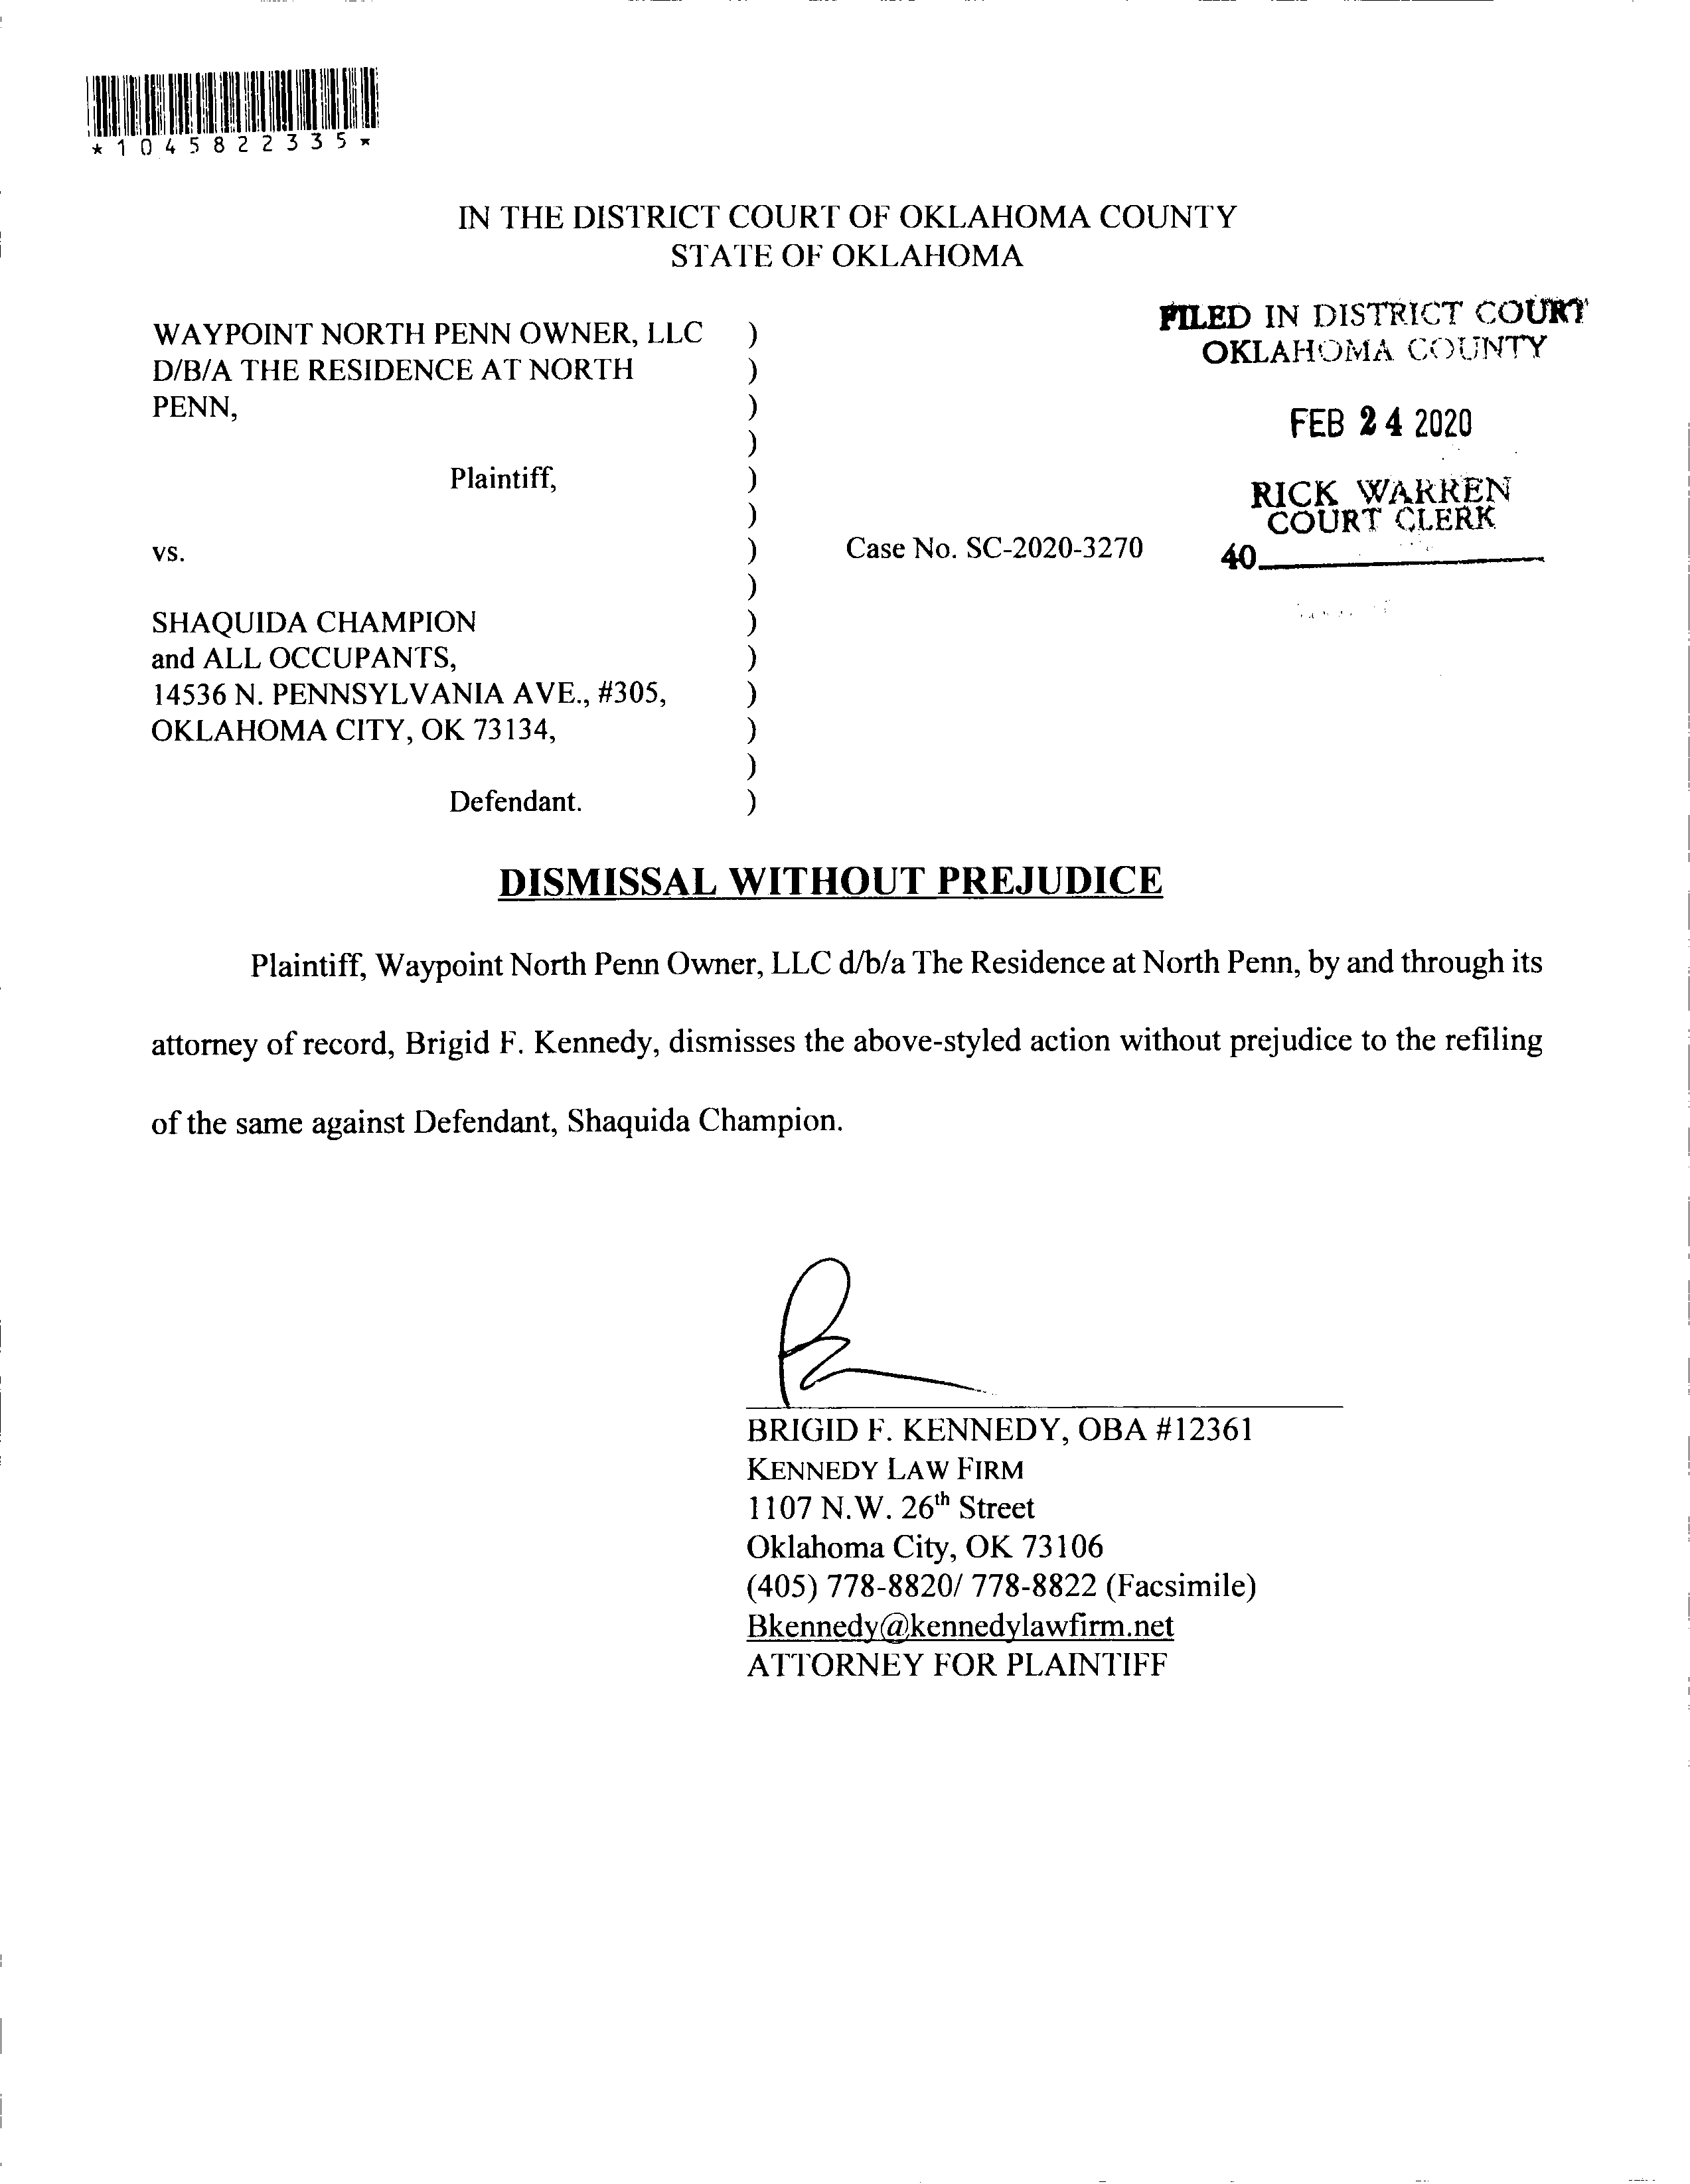 *1045822335*
IN THE DISTRICT COURT OF OKLAHOMA COUNTY
STATE OF OKLAHOMA
WAYPOINT NORTH PENN OWNER, LLC )
D/B/A THE RESIDENCE AT NORTH )
PENN, )
)
Plaintiff, )
)
vs. )
)
SHAQUIDA CHAMPION )
and ALL OCCUPANTS, )
14536 N. PENNSYLVANIA AVE., #305, )
OKLAHOMA CITY, OK 73134, )
)
Defendant. )
Case No. SC-2020-3270
FILED IN DISTRICT COURT
OKLAHOMA COUNTY
FEB 24 2020
RICK WARREN
COURT CLERK
40
DISMISSAL WITHOUT PREJUDICE
Plaintiff, Waypoint North Penn Owner, LLC d/b/a The Residence at North Penn, by and through its
attorney of record, Brigid F. Kennedy, dismisses the above-styled action without prejudice to the refiling
of the same against Defendant, Shaquida Champion.
BRIGID F. KENNEDY, OBA #12361
KENNEDY LAW FIRM
1107 N.W. 26th Street
Oklahoma City, OK 73106
(405) 778-8820/ 778-8822 (Facsimile)
Bkennedy@kennedylawfirm.net
ATTORNEY FOR PLAINTIFF